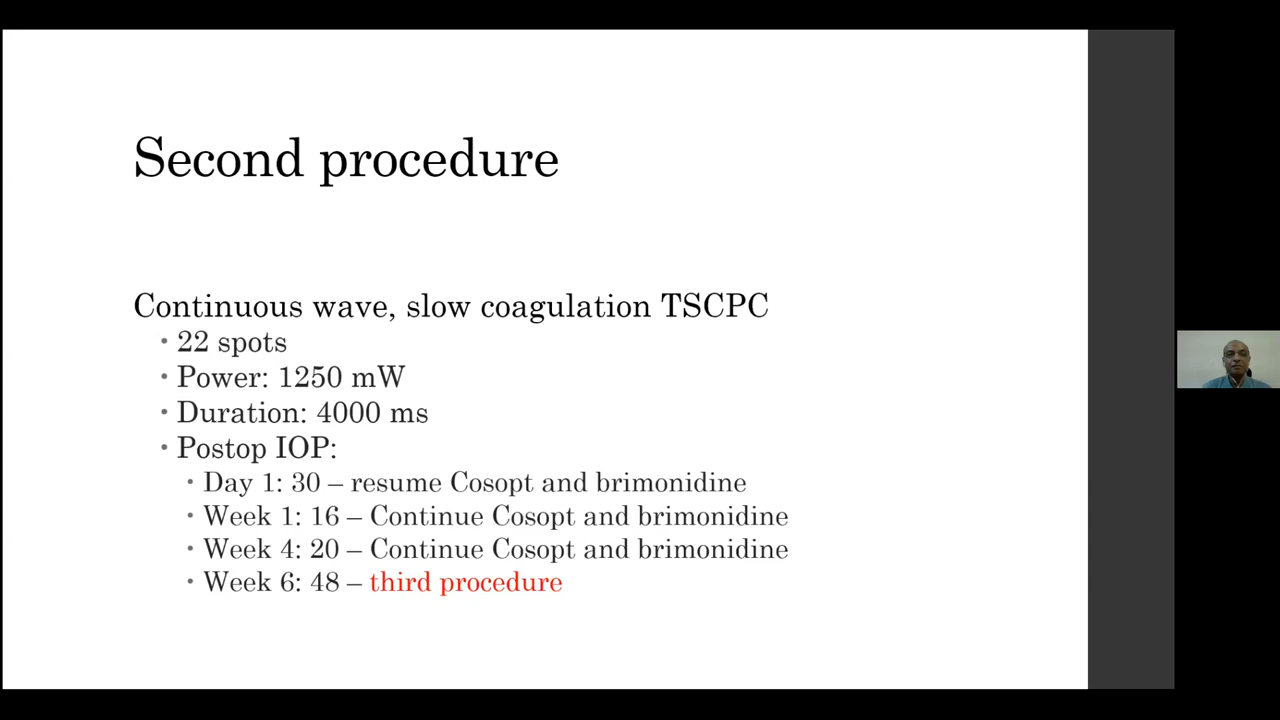 Second procedure
Continuous wave, slow coagulation TSCPC
• 22 spots
• Power: 1250 mW
• Duration: 4000 ms
• Postop IOP:
• Day 1: 30 – resume Cosopt and brimonidine
• Week 1: 16 – Continue Cosopt and brimonidine
• Week 4: 20 – Continue Cosopt and brimonidine
• Week 6: 48 – third procedure